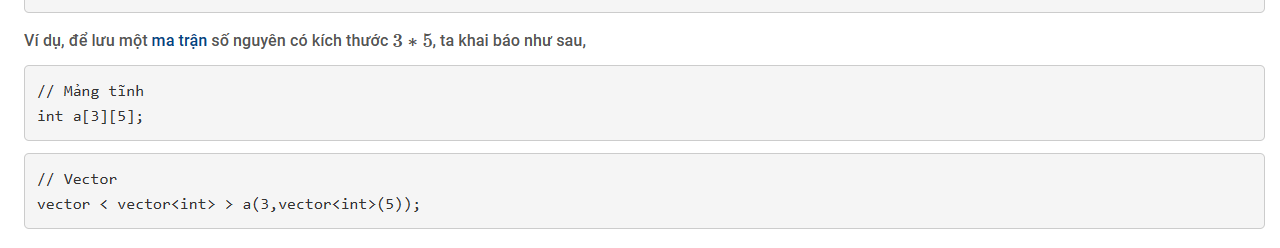 Ví dụ, để lưu một ma trận số nguyên có kích thước 3 * 5, ta khai báo như sau,
// Mảng tĩnh
int a[3][5];
// Vector
vector < vector<int> > a(3,vector<int>(5));